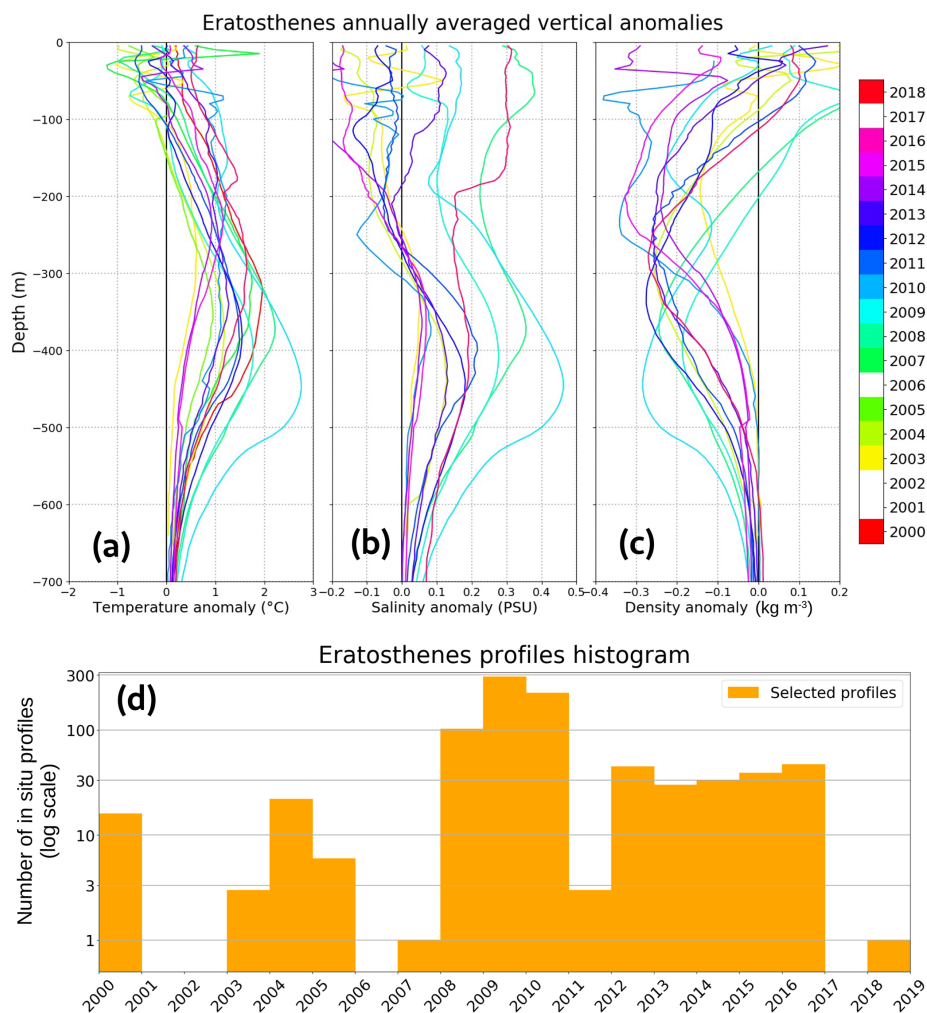 Eratosthenes annually averaged vertical anomalies
0
−100
−200
−300
−400
−500
−600
−700
Depth (m)
(a)
−2 −1 0 1 2 3
Temperature anomaly (°C)
(b)
−0.2 −0.1 0.0 0.1 0.2 0.3 0.4 0.5
Salinity anomaly (PSU)
(c)
−0.4 −0.3 −0.2 −0.1 0.0 0.1 0.2
Density anomaly (kg m⁻³)
2018
2017
2016
2015
2014
2013
2012
2011
2010
2009
2008
2007
2006
2005
2004
2003
2002
2001
2000
Eratosthenes profiles histogram
(d)
Selected profiles
Number of in situ profiles
(log scale)
300
100
30
10
3
1
2000 2001 2002 2003 2004 2005 2006 2007 2008 2009 2010 2011 2012 2013 2014 2015 2016 2017 2018 2019